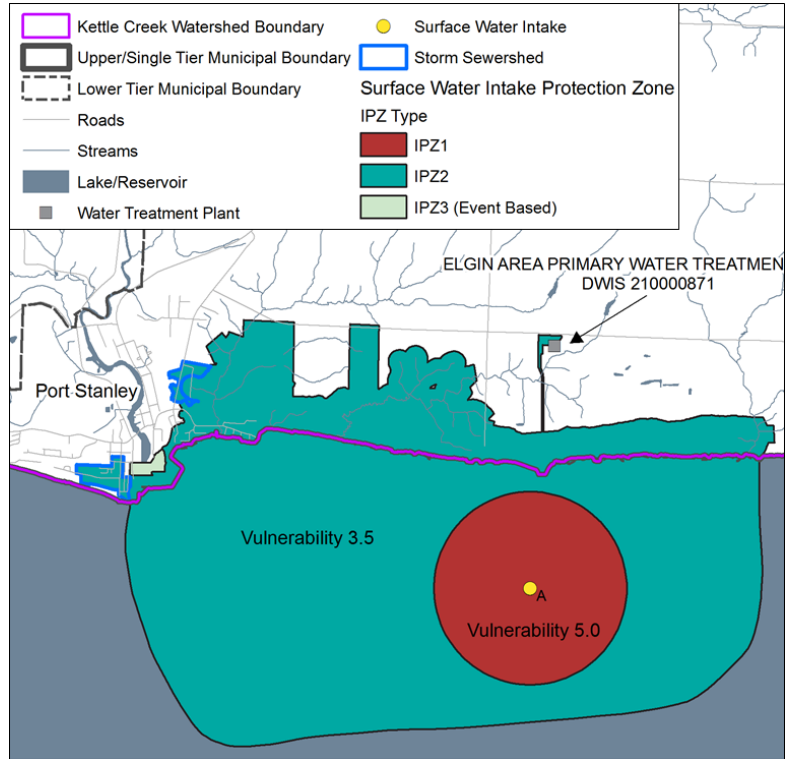 Kettle Creek Watershed Boundary
Upper/Single Tier Municipal Boundary
Lower Tier Municipal Boundary
Roads
Streams
Lake/Reservoir
Water Treatment Plant
Surface Water Intake
Storm Sewershed
Surface Water Intake Protection Zone
IPZ Type
IPZ1
IPZ2
IPZ3 (Event Based)
ELGIN AREA PRIMARY WATER TREATMEN
DWIS 210000871
Port Stanley
Vulnerability 3.5
A
Vulnerability 5.0